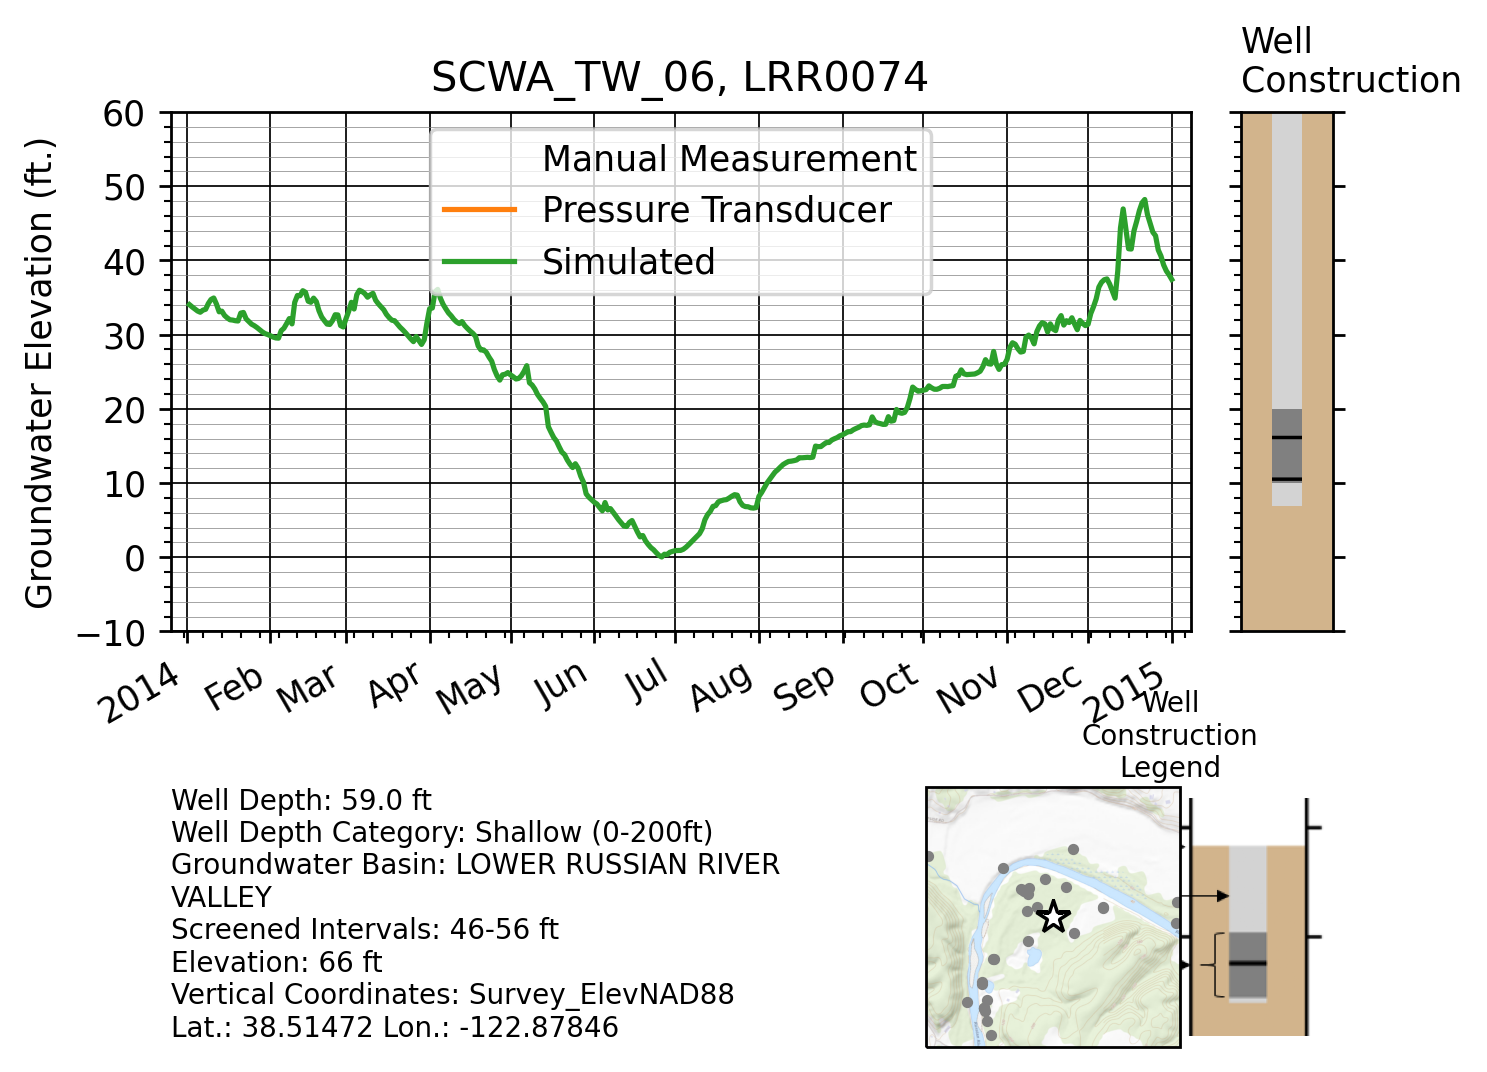 Well
Construction
SCWA_TW_06, LRR0074
Groundwater Elevation (ft.)
60
50
40
30
20
10
0
−10
Manual Measurement
Pressure Transducer
Simulated
2014 Feb Mar Apr May Jun Jul Aug Sep Oct Nov Dec 2015
Well
Construction
Legend
Well Depth: 59.0 ft
Well Depth Category: Shallow (0-200ft)
Groundwater Basin: LOWER RUSSIAN RIVER
VALLEY
Screened Intervals: 46-56 ft
Elevation: 66 ft
Vertical Coordinates: Survey_ElevNAD88
Lat.: 38.51472 Lon.: -122.87846